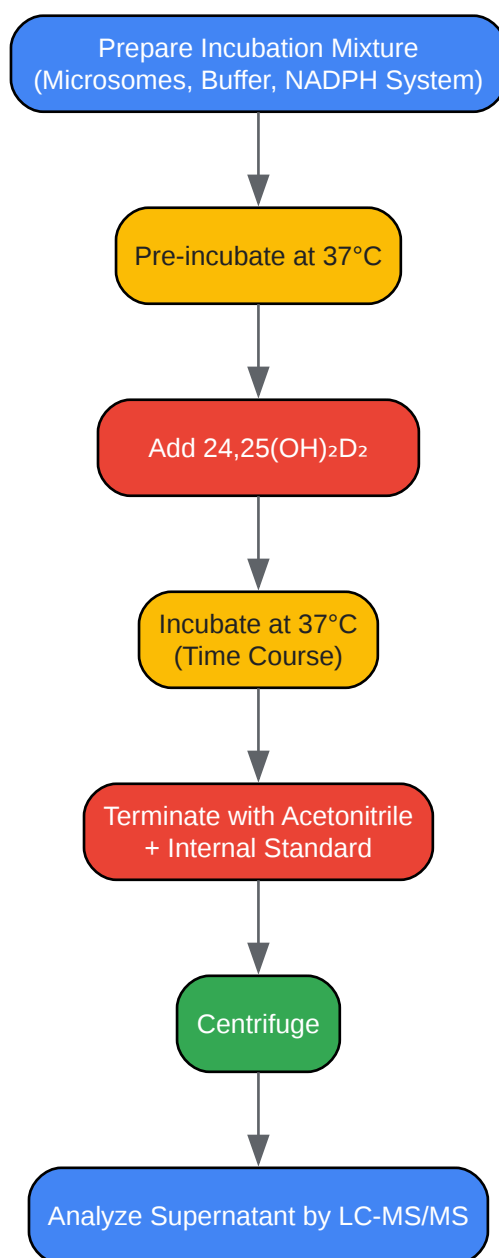 Prepare Incubation Mixture
(Microsomes, Buffer, NADPH System)
Pre-incubate at 37°C
Add 24,25(OH)₂D₂
Incubate at 37°C
(Time Course)
Terminate with Acetonitrile
+ Internal Standard
Centrifuge
Analyze Supernatant by LC-MS/MS